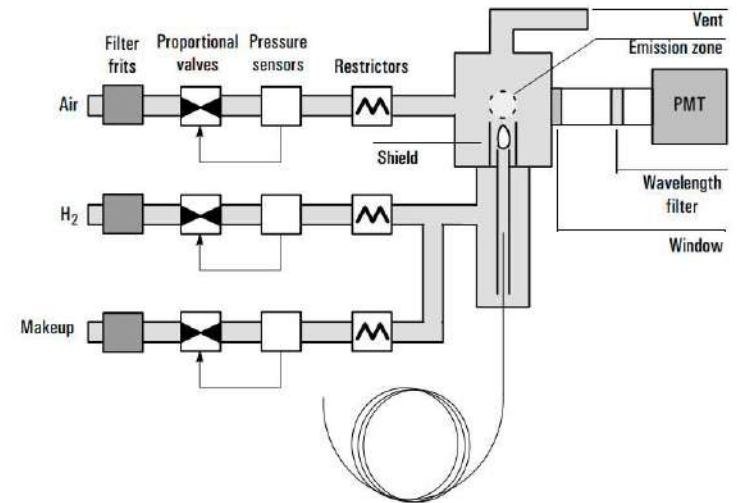 Vent
Filter frits
Proportional valves
Pressure sensors
Restrictors
Emission zone
Air
PMT
Shield
H₂
Wavelength filter
Window
Makeup